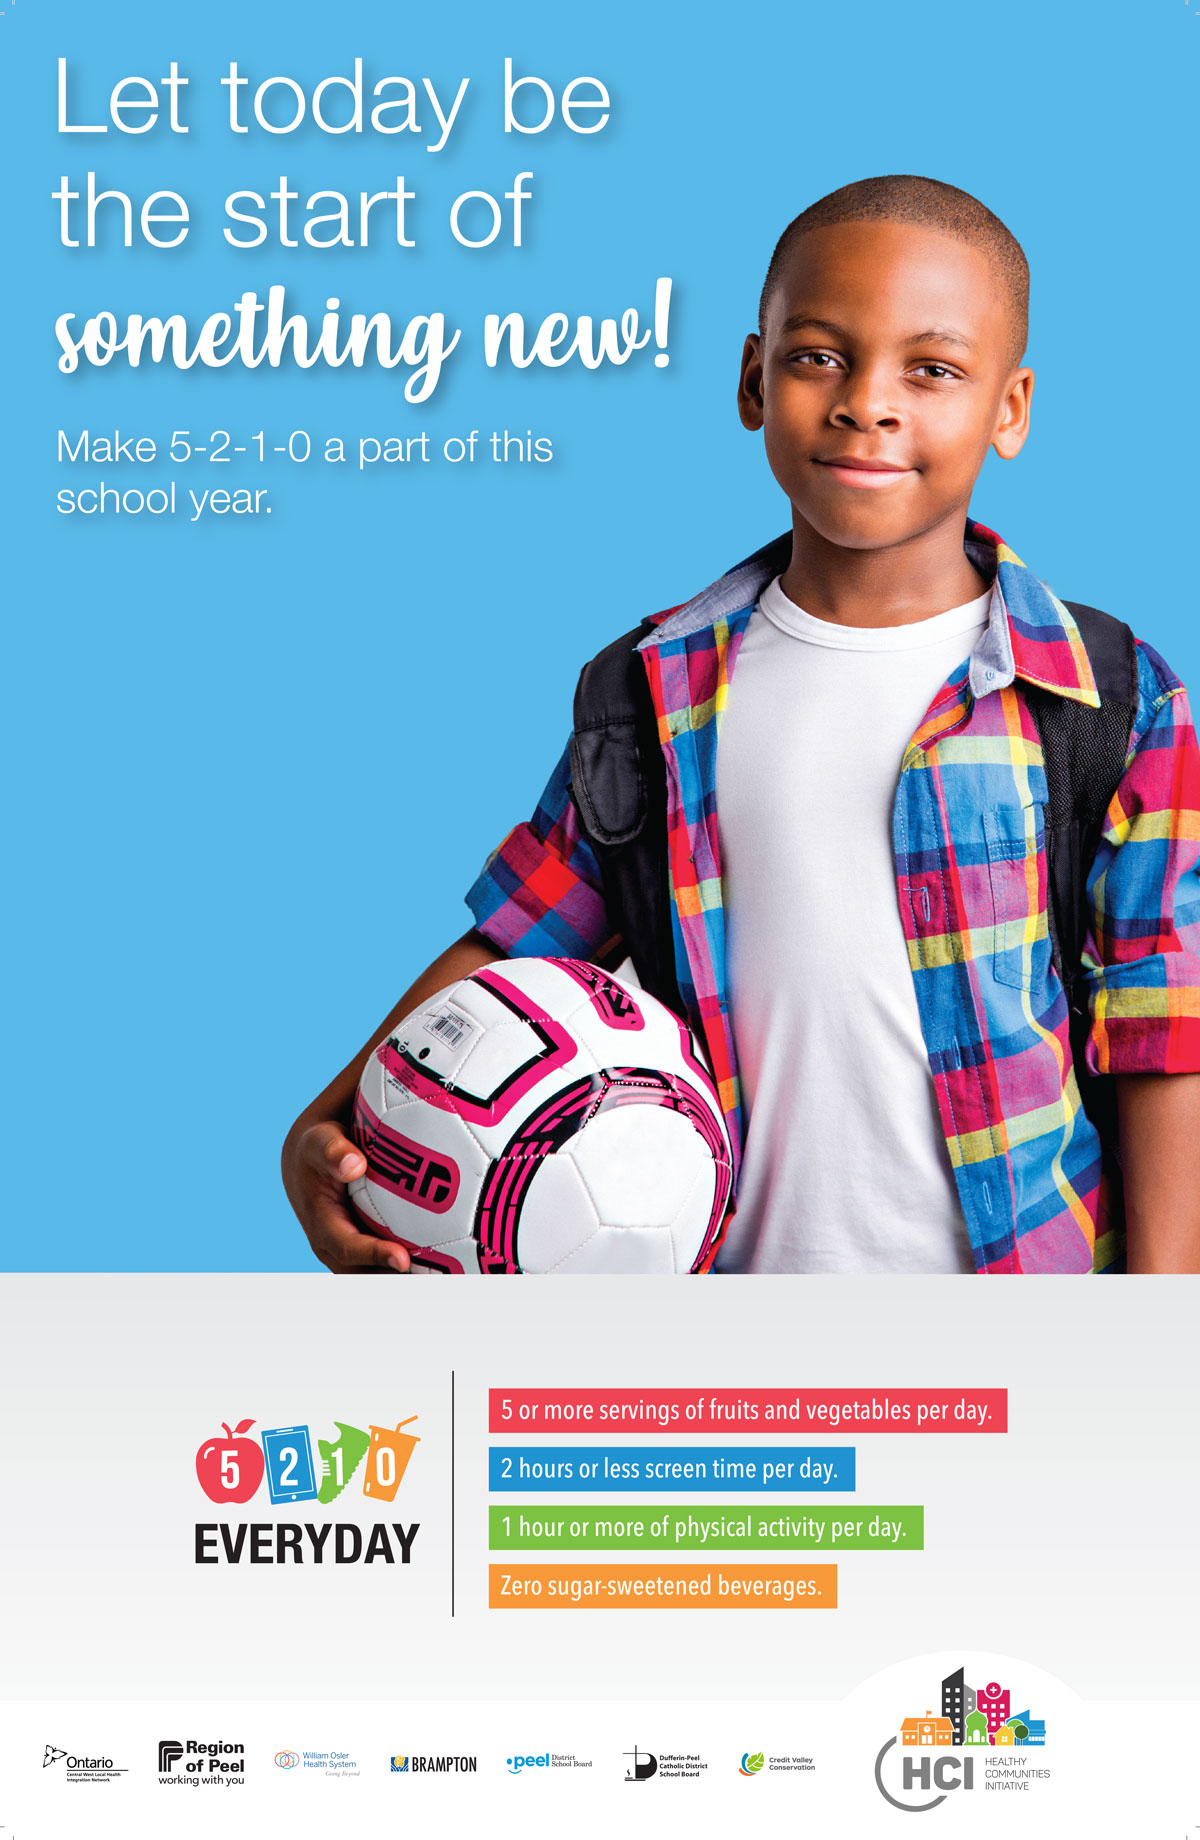 Let today be
the start of
something new!
Make 5-2-1-0 a part of this
school year.
5 2 1 0
EVERYDAY
5 or more servings of fruits and vegetables per day.
2 hours or less screen time per day.
1 hour or more of physical activity per day.
Zero sugar-sweetened beverages.
Ontario
Central West Local Health
Integration Network
Region
of Peel
working with you
William Osler
Health System
Going Beyond
BRAMPTON
peel District
School Board
Dufferin-Peel
Catholic District
School Board
Credit Valley
Conservation
HCI HEALTHY
COMMUNITIES
INITIATIVE